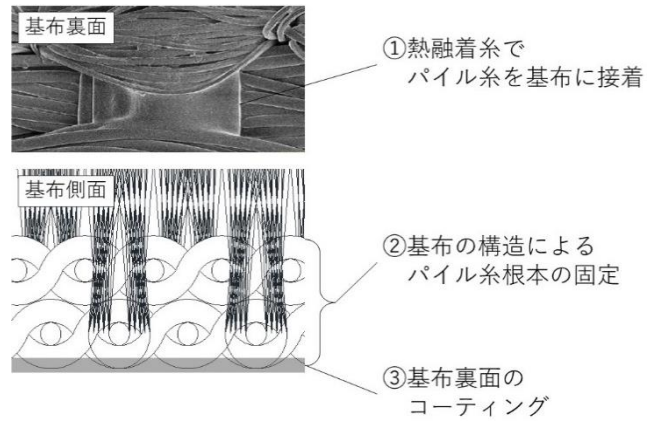 基布裏面
①熱融着糸で
パイル糸を基布に接着
基布側面
②基布の構造による
パイル糸根本の固定
③基布裏面の
コーティング